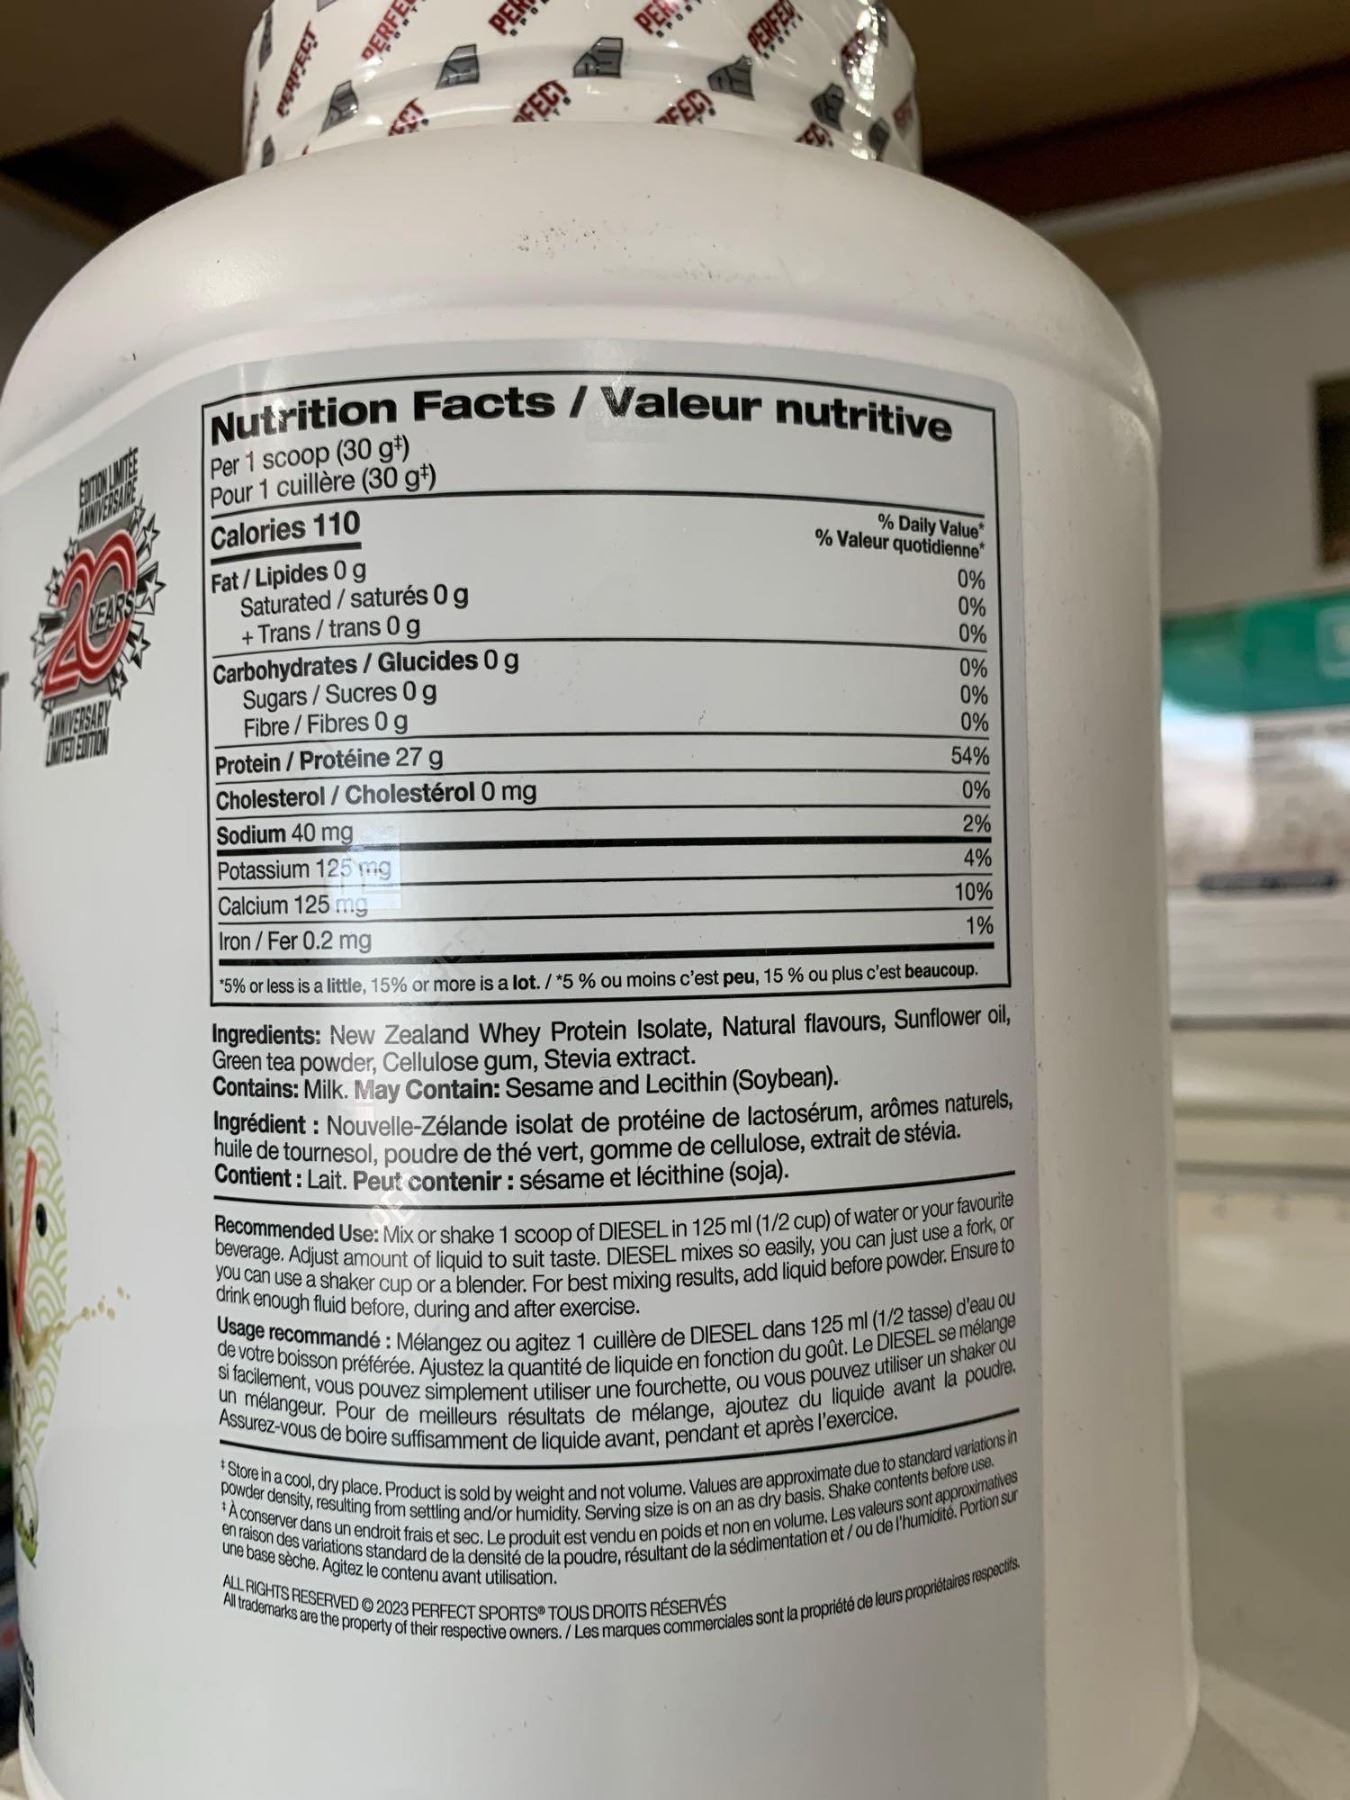 PERFECT
PERFECT
PERFECT
ÉDITION LIMITÉE
ANNIVERSAIRE
20
YEARS
ANNIVERSARY
LIMITED EDITION
Nutrition Facts / Valeur nutritive
Per 1 scoop (30 g‡)
Pour 1 cuillère (30 g‡)
Calories 110
% Daily Value*
% Valeur quotidienne*
Fat / Lipides 0 g 0%
Saturated / saturés 0 g 0%
+ Trans / trans 0 g 0%
Carbohydrates / Glucides 0 g 0%
Sugars / Sucres 0 g 0%
Fibre / Fibres 0 g 0%
Protein / Protéine 27 g 54%
Cholesterol / Cholestérol 0 mg 0%
Sodium 40 mg 2%
Potassium 125 mg 4%
Calcium 125 mg 10%
Iron / Fer 0.2 mg 1%
*5% or less is a little, 15% or more is a lot. / *5 % ou moins c'est peu, 15 % ou plus c'est beaucoup.
Ingredients: New Zealand Whey Protein Isolate, Natural flavours, Sunflower oil,
Green tea powder, Cellulose gum, Stevia extract.
Contains: Milk. May Contain: Sesame and Lecithin (Soybean).
Ingrédient : Nouvelle-Zélande isolat de protéine de lactosérum, arômes naturels,
huile de tournesol, poudre de thé vert, gomme de cellulose, extrait de stévia.
Contient : Lait. Peut contenir : sésame et lécithine (soja).
Recommended Use: Mix or shake 1 scoop of DIESEL in 125 ml (1/2 cup) of water or your favourite
beverage. Adjust amount of liquid to suit taste. DIESEL mixes so easily, you can just use a fork, or
you can use a shaker cup or a blender. For best mixing results, add liquid before powder. Ensure to
drink enough fluid before, during and after exercise.
Usage recommandé : Mélangez ou agitez 1 cuillère de DIESEL dans 125 ml (1/2 tasse) d'eau ou
de votre boisson préférée. Ajustez la quantité de liquide en fonction du goût. Le DIESEL se mélange
si facilement, vous pouvez simplement utiliser une fourchette, ou vous pouvez utiliser un shaker ou
un mélangeur. Pour de meilleurs résultats de mélange, ajoutez du liquide avant la poudre.
Assurez-vous de boire suffisamment de liquide avant, pendant et après l'exercice.
‡ Store in a cool, dry place. Product is sold by weight and not volume. Values are approximate due to standard variations in
powder density, resulting from settling and/or humidity. Serving size is on an as dry basis. Shake contents before use.
‡ À conserver dans un endroit frais et sec. Le produit est vendu en poids et non en volume. Les valeurs sont approximatives
en raison des variations standard de la densité de la poudre, résultant de la sédimentation et / ou de l'humidité. Portion sur
une base sèche. Agitez le contenu avant utilisation.
ALL RIGHTS RESERVED © 2023 PERFECT SPORTS® TOUS DROITS RÉSERVÉS
All trademarks are the property of their respective owners. / Les marques commerciales sont la propriété de leurs propriétaires respectifs.